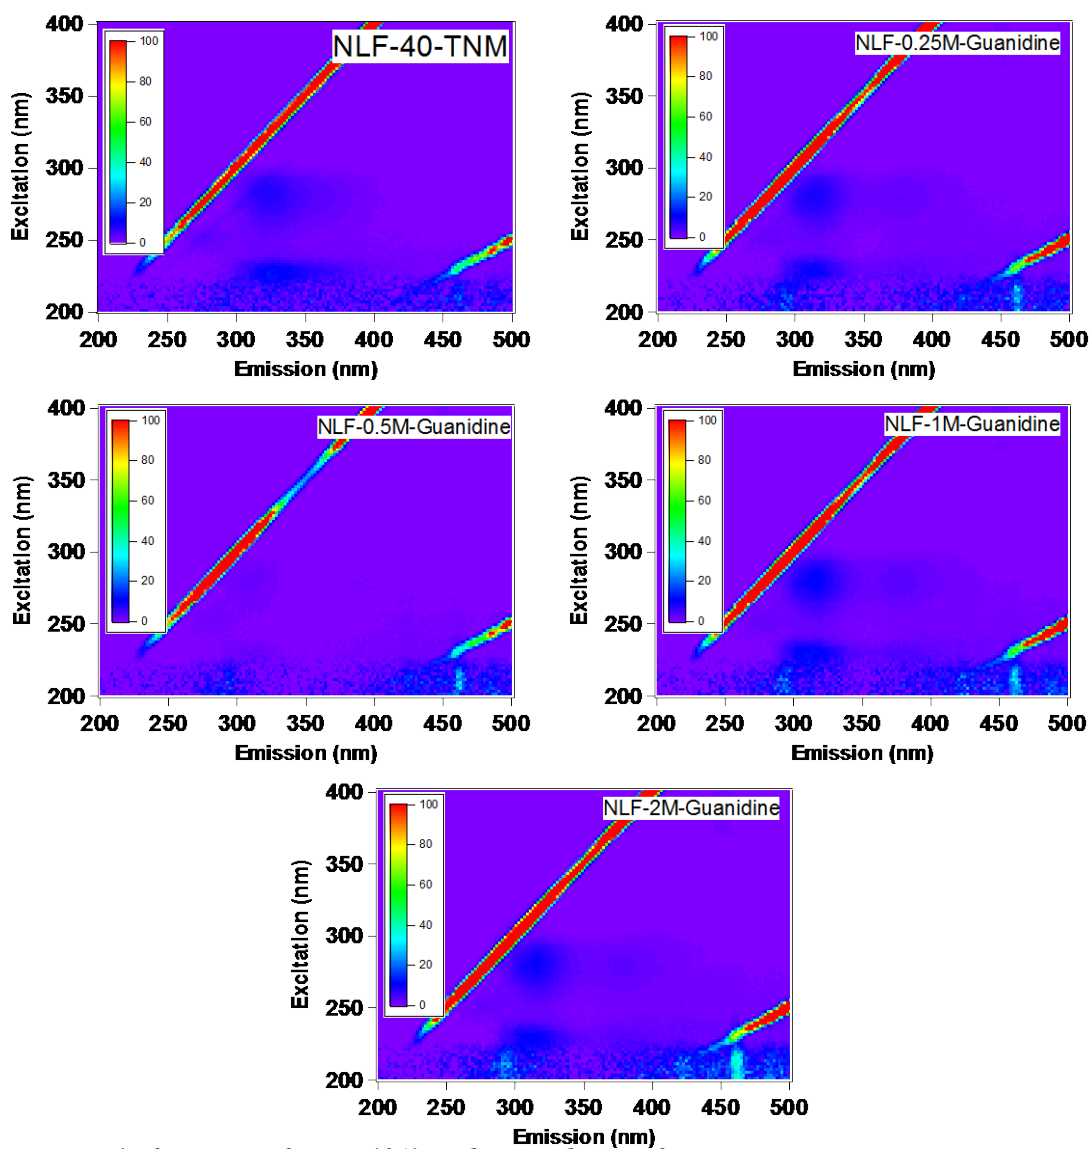 400
350
300
250
200
Excitation (nm)
100
80
60
40
20
0
NLF-40-TNM
200 250 300 350 400 450 500
Emission (nm)
400
350
300
250
200
Excitation (nm)
100
80
60
40
20
0
NLF-0.25M-Guanidine
200 250 300 350 400 450 500
Emission (nm)
400
350
300
250
200
Excitation (nm)
100
80
60
40
20
0
NLF-0.5M-Guanidine
200 250 300 350 400 450 500
Emission (nm)
400
350
300
250
200
Excitation (nm)
100
80
60
40
20
0
NLF-1M-Guanidine
200 250 300 350 400 450 500
Emission (nm)
400
350
300
250
200
Excitation (nm)
100
80
60
40
20
0
NLF-2M-Guanidine
200 250 300 350 400 450 500
Emission (nm)